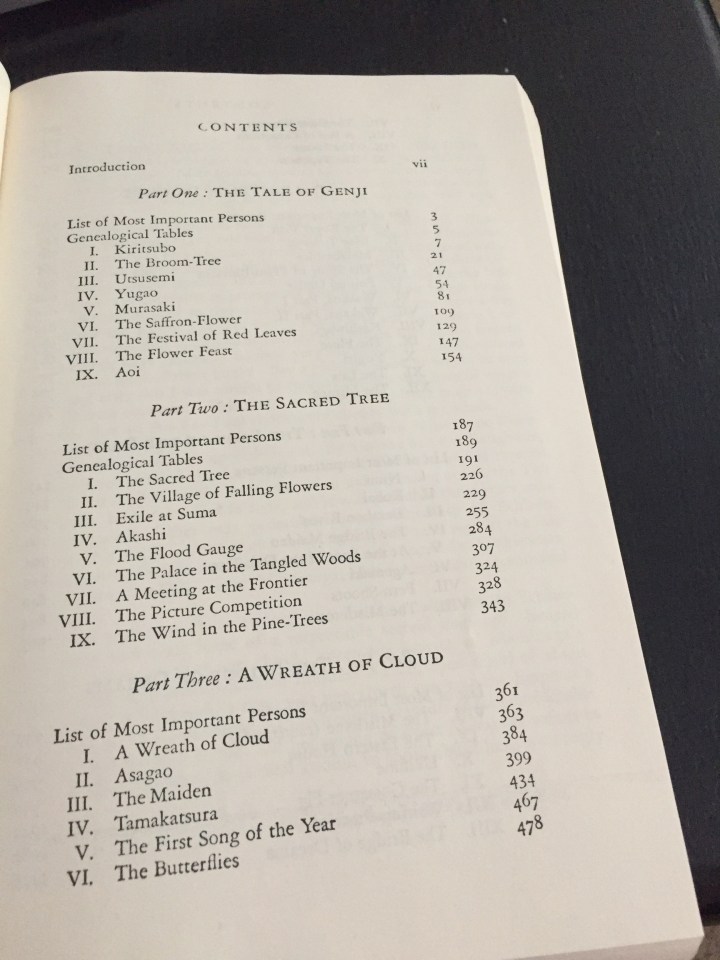 CONTENTS
Introduction vii
Part One : THE TALE OF GENJI
List of Most Important Persons 3
Genealogical Tables 5
I. Kiritsubo 7
II. The Broom-Tree 21
III. Utsusemi 47
IV. Yugao 54
V. Murasaki 81
VI. The Saffron-Flower 109
VII. The Festival of Red Leaves 129
VIII. The Flower Feast 147
IX. Aoi 154
Part Two : THE SACRED TREE
List of Most Important Persons 187
Genealogical Tables 189
I. The Sacred Tree 191
II. The Village of Falling Flowers 226
III. Exile at Suma 229
IV. Akashi 255
V. The Flood Gauge 284
VI. The Palace in the Tangled Woods 307
VII. A Meeting at the Frontier 324
VIII. The Picture Competition 328
IX. The Wind in the Pine-Trees 343
Part Three : A WREATH OF CLOUD
List of Most Important Persons 361
I. A Wreath of Cloud 363
II. Asagao 384
III. The Maiden 399
IV. Tamakatsura 434
V. The First Song of the Year 467
VI. The Butterflies 478